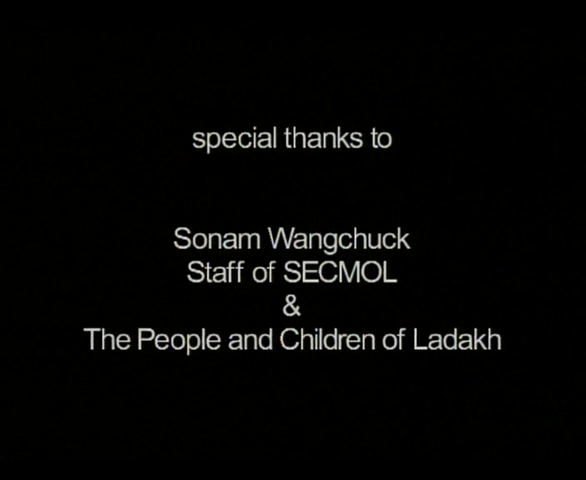 special thanks to
Sonam Wangchuck
Staff of SECMOL
&
The People and Children of Ladakh